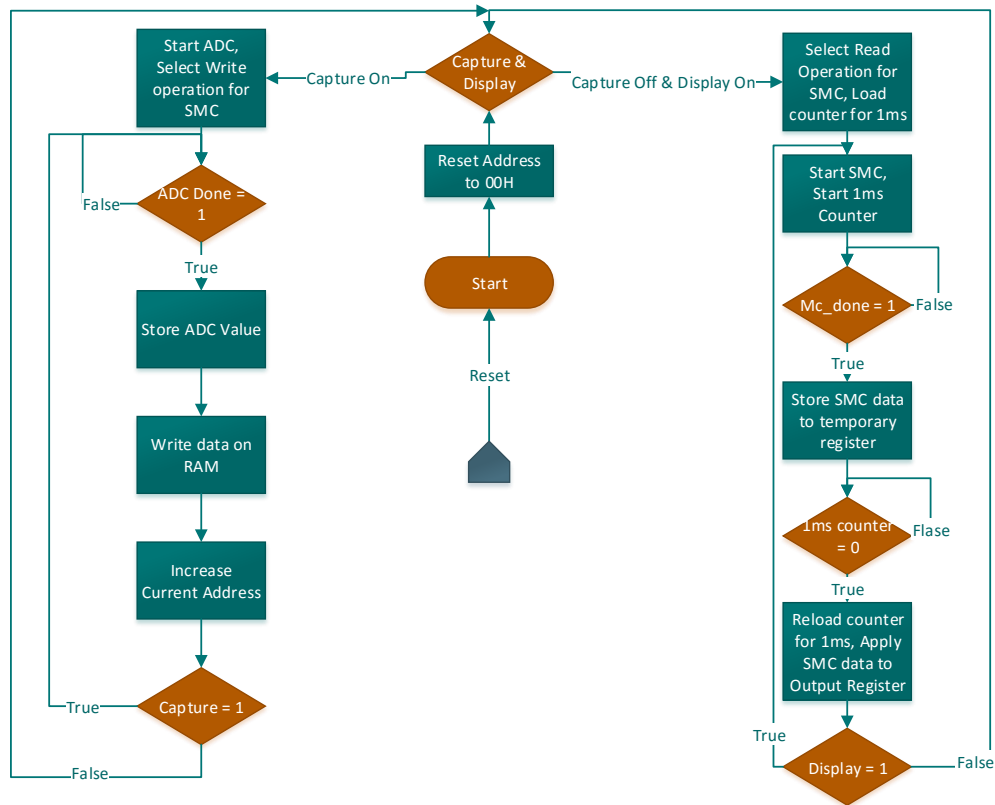 Start ADC,
Select Write
operation for
SMC
Capture On
Capture &
Display
Capture Off & Display On
Select Read
Operation for
SMC, Load
counter for 1ms
Reset Address
to 00H
Start
Reset
ADC Done =
1
False
True
Store ADC Value
Write data on
RAM
Increase
Current Address
Capture = 1
True
False
Start SMC,
Start 1ms
Counter
Mc_done = 1
False
True
Store SMC data
to temporary
register
1ms counter
= 0
Flase
True
Reload counter
for 1ms, Apply
SMC data to
Output Register
True
Display = 1
False